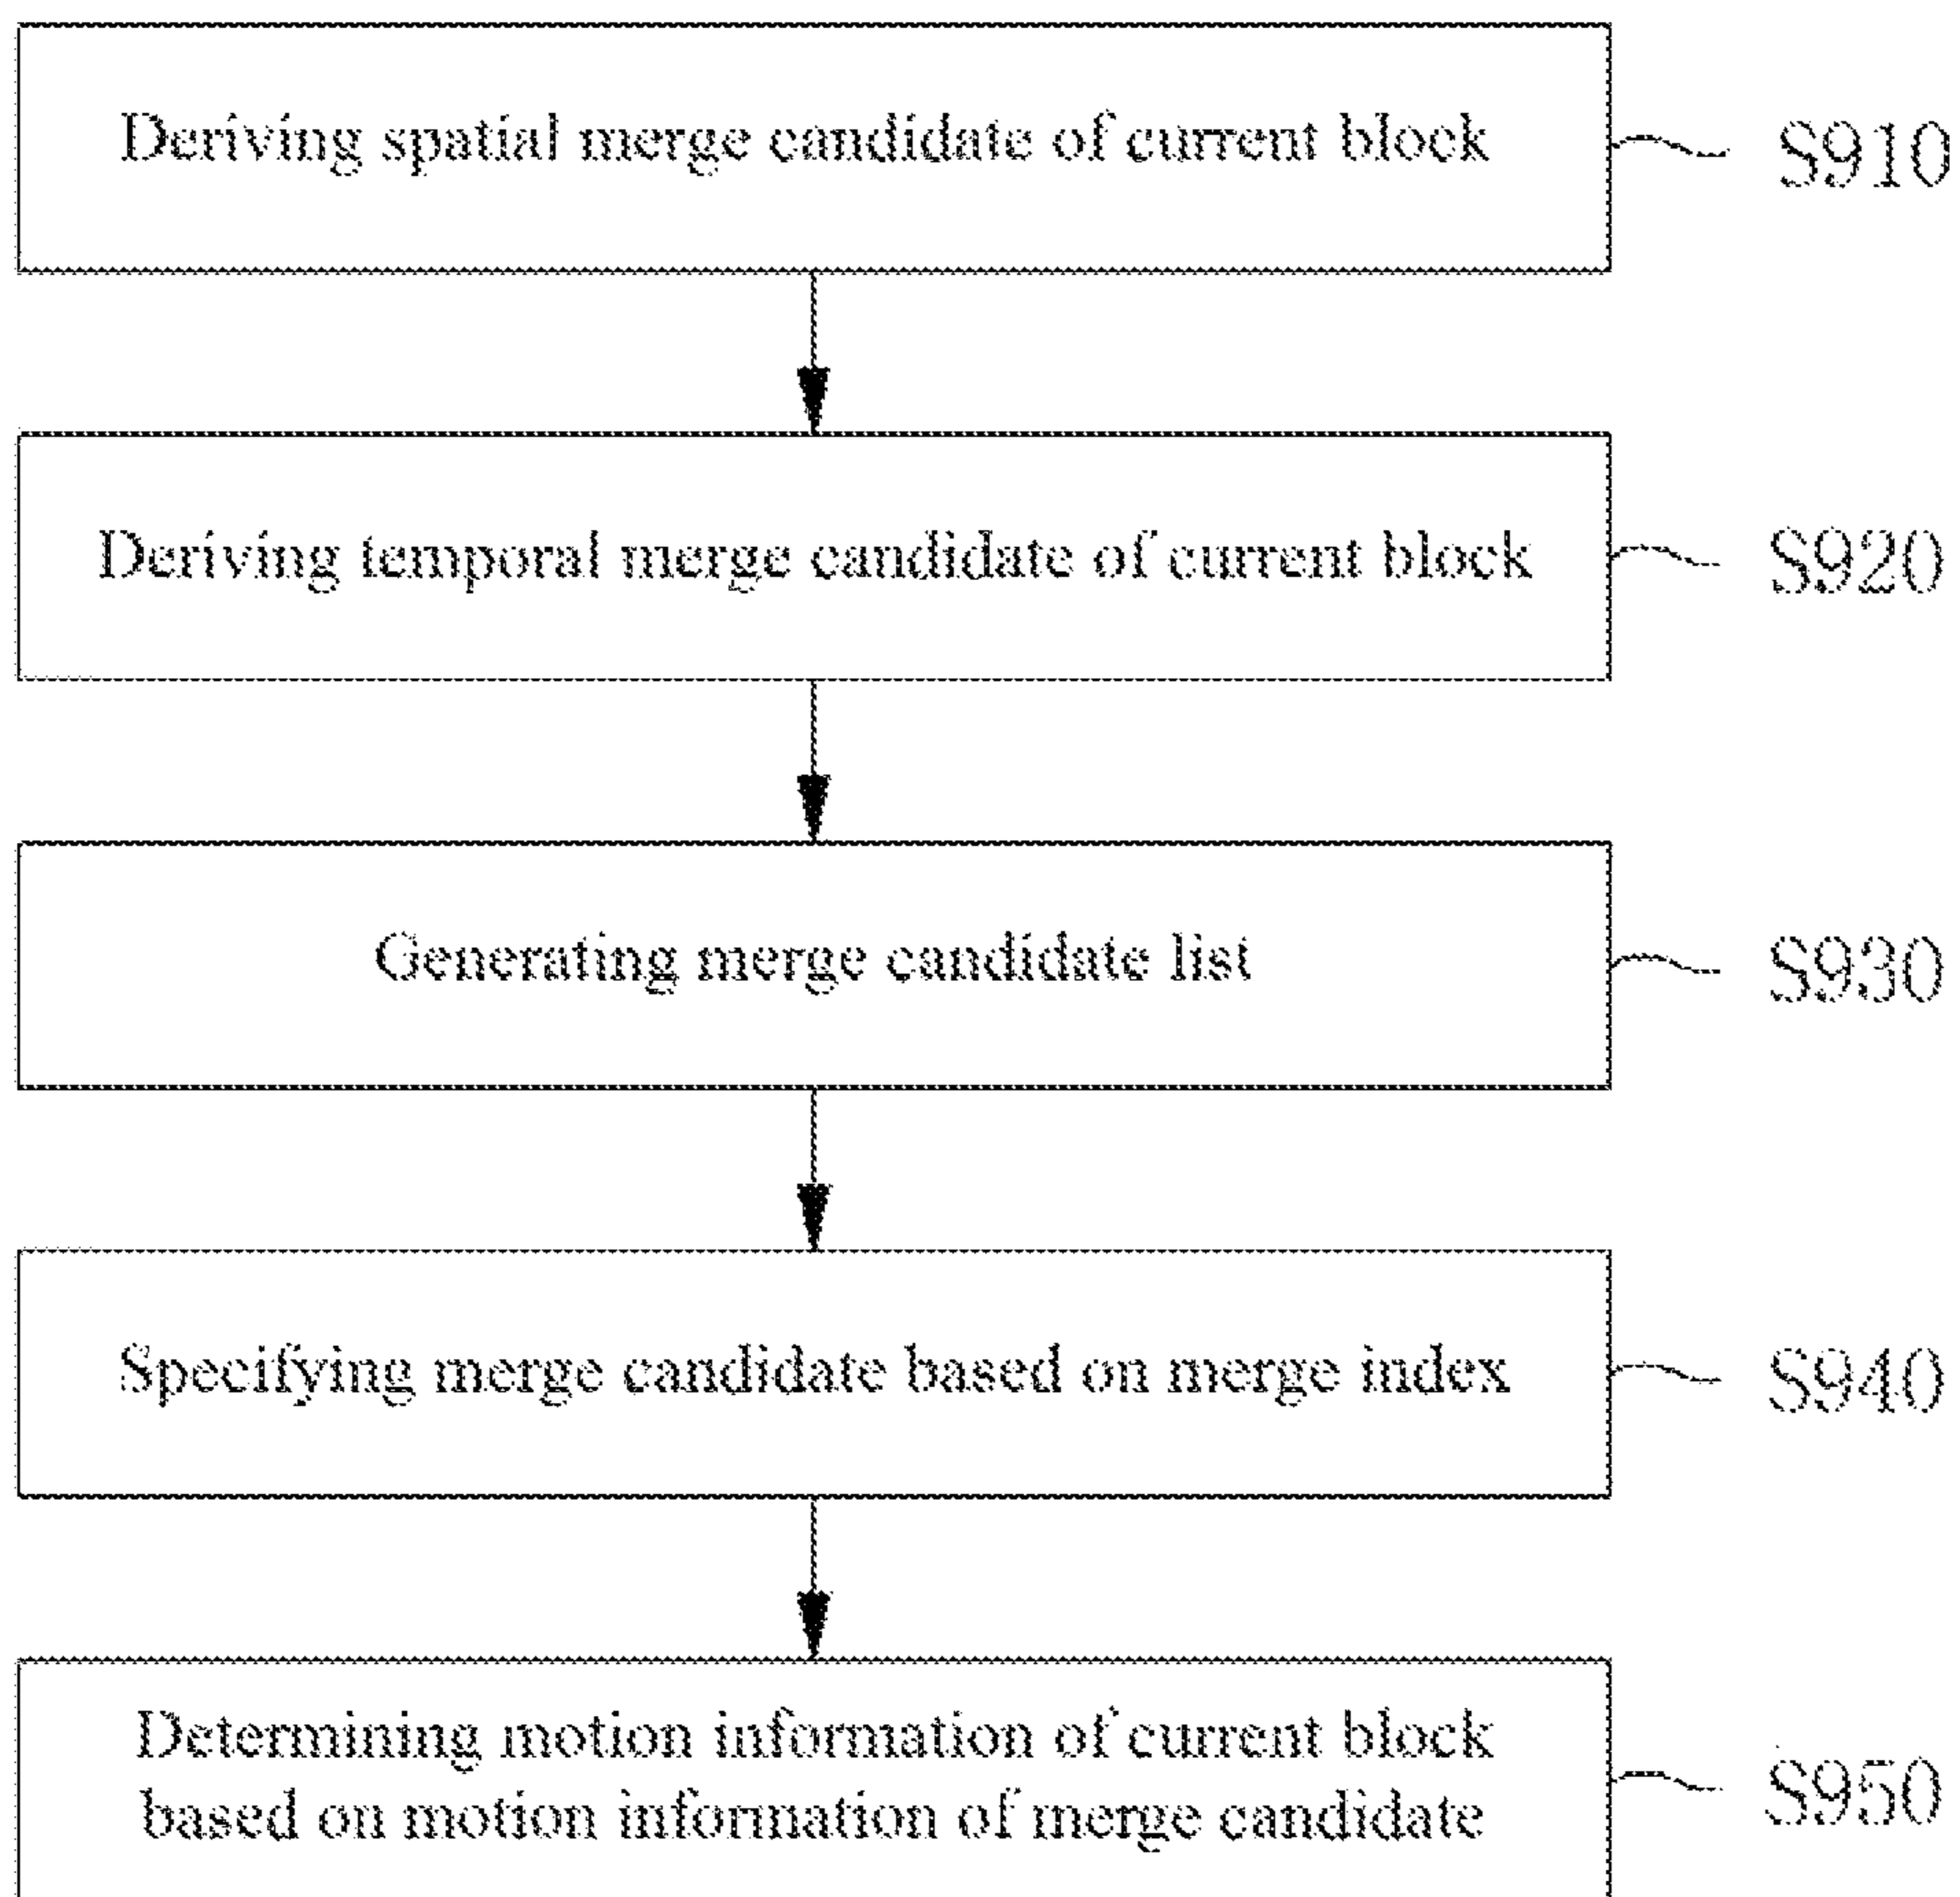 Deriving spatial merge candidate of current block
S910
Deriving temporal merge candidate of current block
S920
Generating merge candidate list
S930
Specifying merge candidate based on merge index
S940
Determining motion information of current block
based on motion information of merge candidate
S950